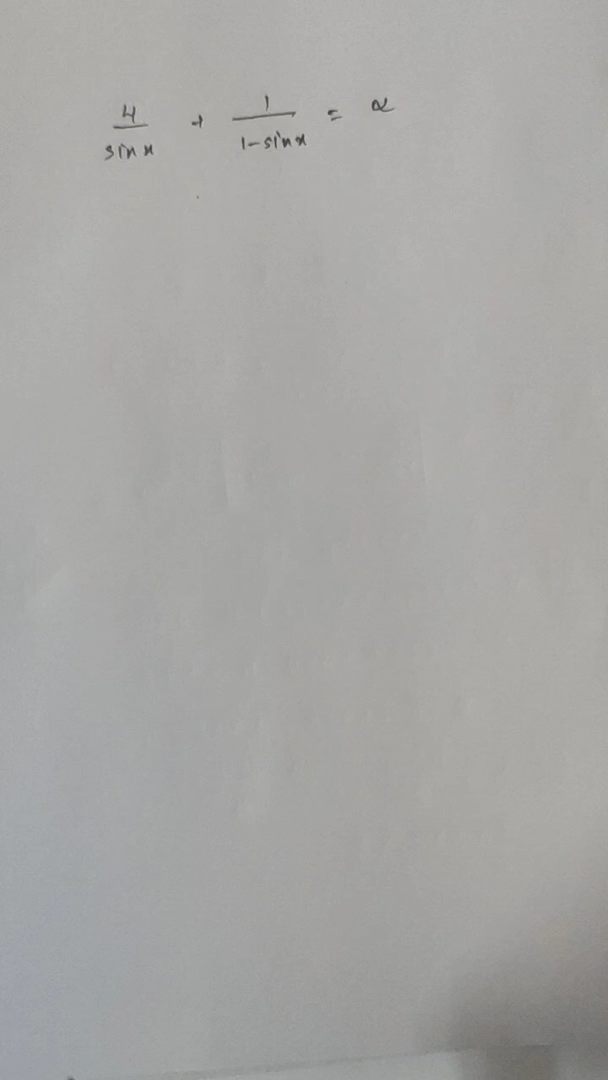 4/sin x + 1/1-sin x = α